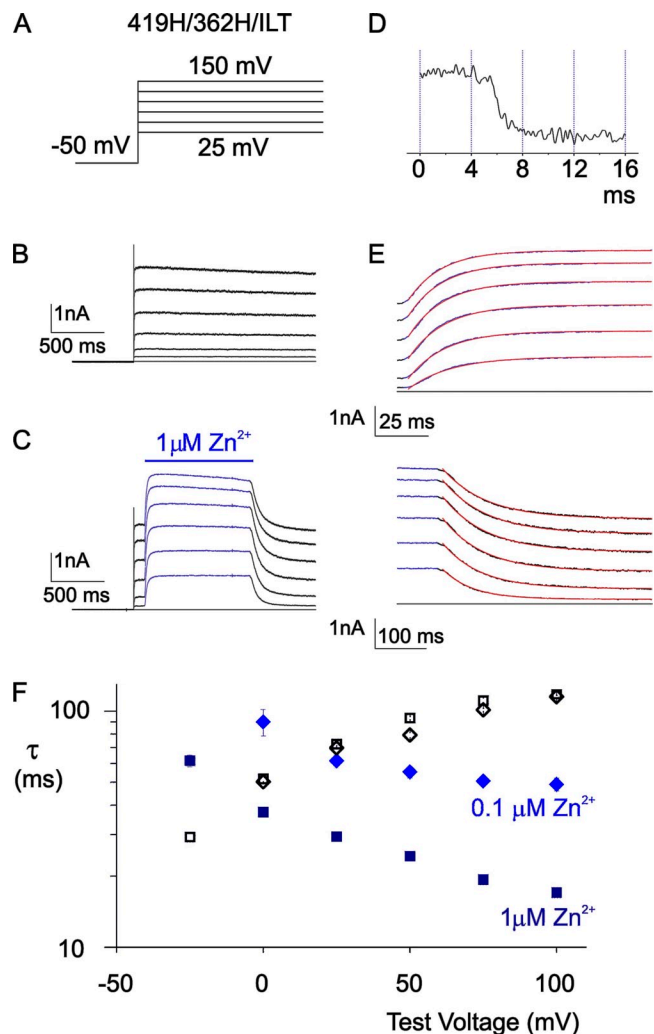 A
419H/362H/ILT
150 mV
-50 mV
25 mV
D
0 4 8 12 16
ms
B
1nA
500 ms
E
1nA 25 ms
C
1μM Zn²⁺
1nA
500 ms
1nA 100 ms
F
100
τ
(ms)
10
0.1 μM Zn²⁺
1μM Zn²⁺
-50 0 50 100
Test Voltage (mV)